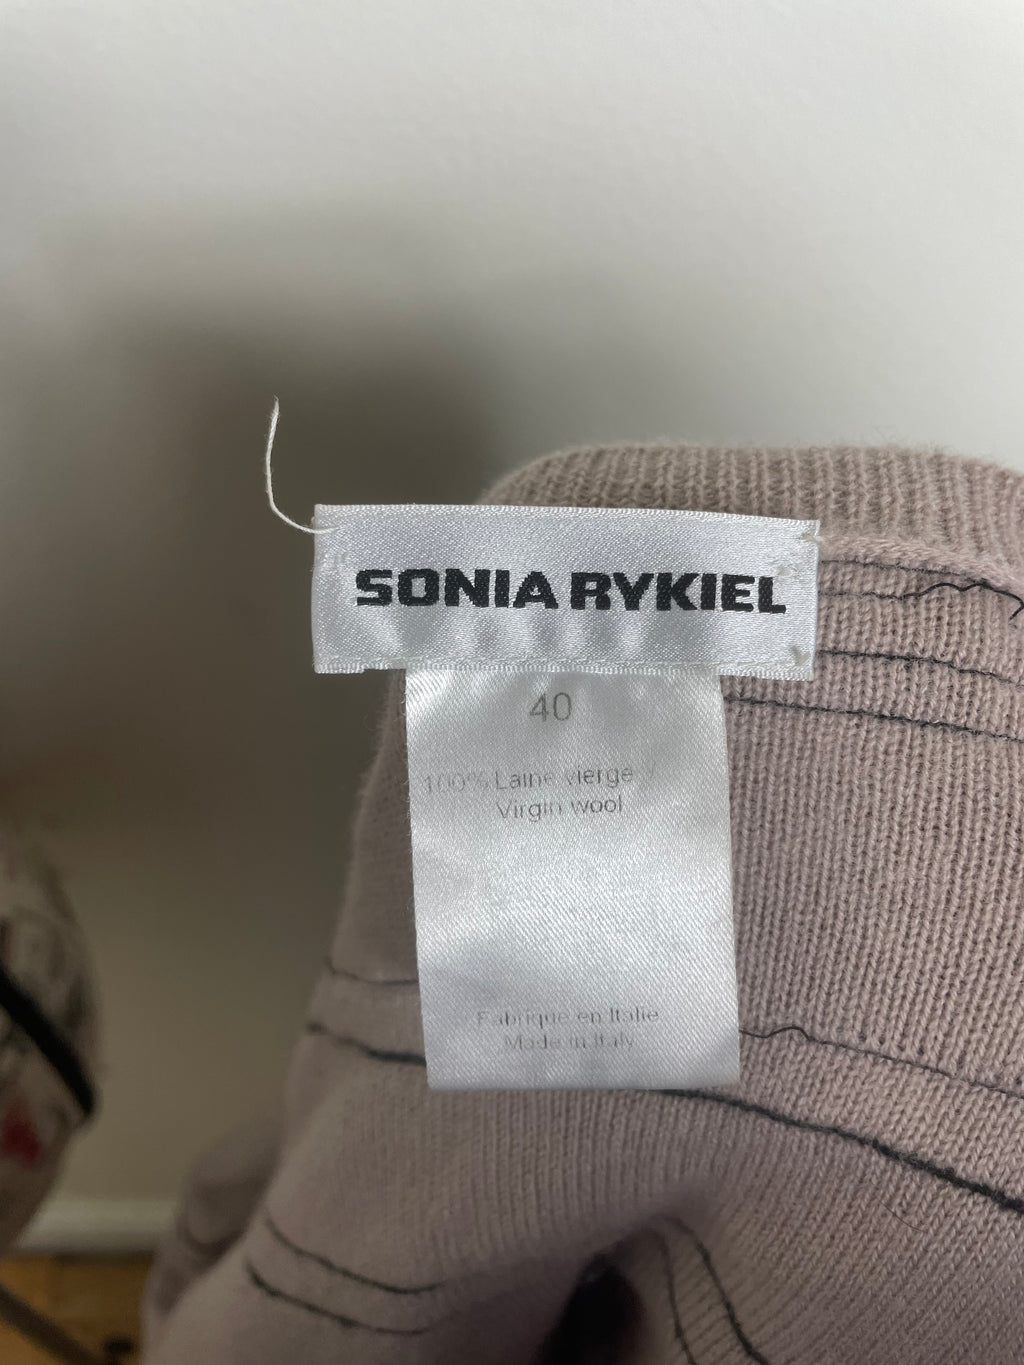 SONIA RYKIEL
40
100% Laine vierge /
Virgin wool
Fabriqué en Italie
Made in Italy